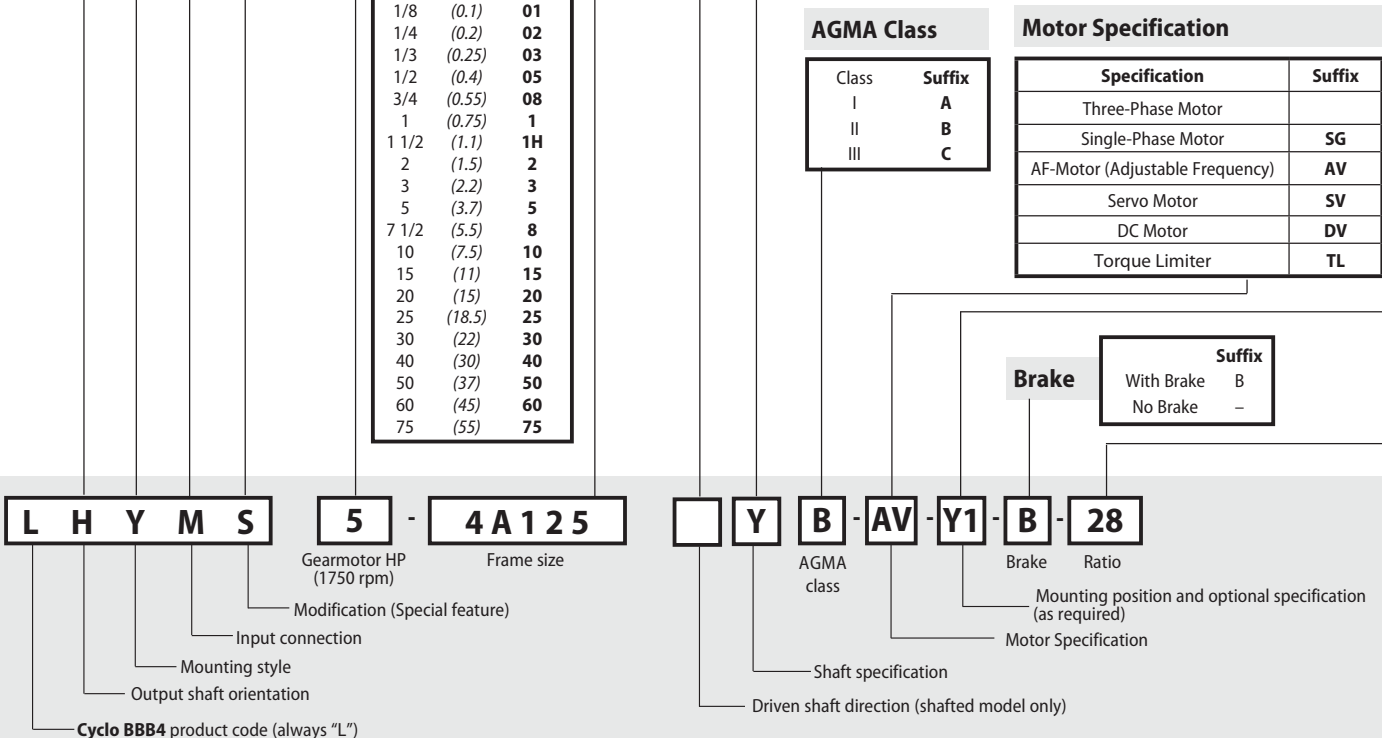 1/8 (0.1) 01
1/4 (0.2) 02
1/3 (0.25) 03
1/2 (0.4) 05
3/4 (0.55) 08
1 (0.75) 1
1 1/2 (1.1) 1H
2 (1.5) 2
3 (2.2) 3
5 (3.7) 5
7 1/2 (5.5) 8
10 (7.5) 10
15 (11) 15
20 (15) 20
25 (18.5) 25
30 (22) 30
40 (30) 40
50 (37) 50
60 (45) 60
75 (55) 75
AGMA Class
Class Suffix
I A
II B
III C
Motor Specification
Specification Suffix
Three-Phase Motor
Single-Phase Motor SG
AF-Motor (Adjustable Frequency) AV
Servo Motor SV
DC Motor DV
Torque Limiter TL
Brake
Suffix
With Brake B
No Brake –
L H Y M S 5 - 4 A 1 2 5 Y B - AV - Y1 - B - 28
Gearmotor HP
(1750 rpm)
Frame size
AGMA
class
Brake
Ratio
Modification (Special feature)
Input connection
Mounting style
Output shaft orientation
Cyclo BBB4 product code (always "L")
Mounting position and optional specification
(as required)
Motor Specification
Shaft specification
Driven shaft direction (shafted model only)